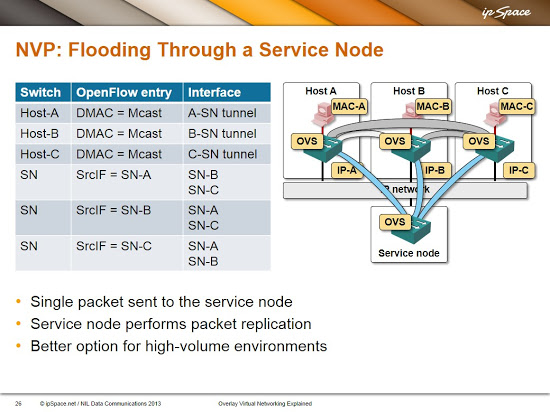 ip Space
NVP: Flooding Through a Service Node
Switch OpenFlow entry Interface
Host-A DMAC = Mcast A-SN tunnel
Host-B DMAC = Mcast B-SN tunnel
Host-C DMAC = Mcast C-SN tunnel
SN SrcIF = SN-A SN-B
SN-C
SN SrcIF = SN-B SN-A
SN-C
SN SrcIF = SN-C SN-A
SN-B
Host A Host B Host C
MAC-A MAC-B MAC-C
OVS OVS OVS
IP-A IP-B IP-C
network
OVS
Service node
• Single packet sent to the service node
• Service node performs packet replication
• Better option for high-volume environments
26 © ipSpace.net / NIL Data Communications 2013 Overlay Virtual Networking Explained